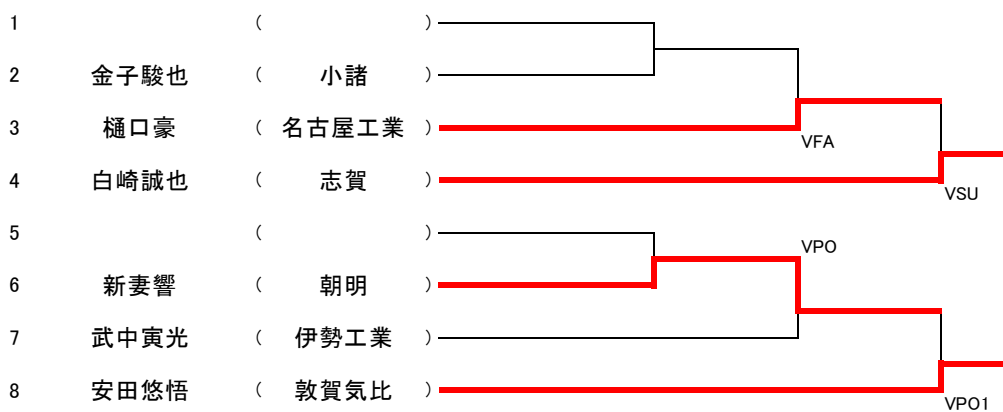 1 ( )
2 金子駿也 ( 小諸 )
3 樋口豪 ( 名古屋工業 )
VFA
4 白崎誠也 ( 志賀 )
VSU
5 ( )
VPO
6 新妻響 ( 朝明 )
7 武中寅光 ( 伊勢工業 )
8 安田悠悟 ( 敦賀気比 )
VPO1